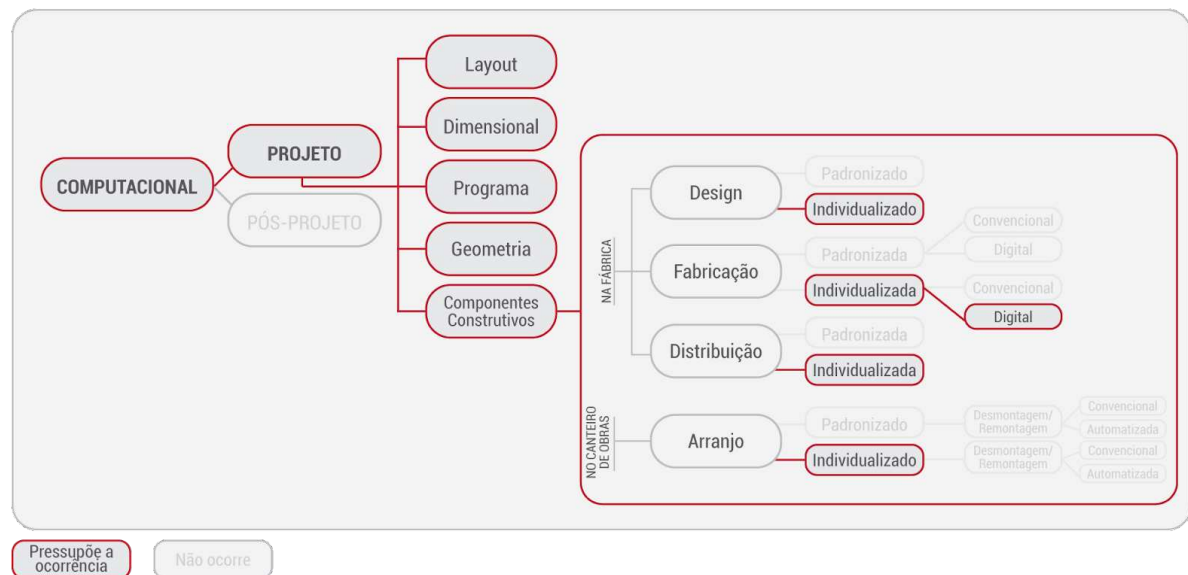 Layout
Dimensional
PROJETO
COMPUTACIONAL
Programa
PÓS-PROJETO
Geometria
Componentes
Construtivos
NA FÁBRICA
Design
Padronizado
Individualizado
Fabricação
Padronizada
Convencional
Digital
Individualizada
Convencional
Digital
Distribuição
Padronizada
Individualizada
NO CANTEIRO
DE OBRAS
Arranjo
Padronizado
Desmontagem/
Remontagem
Convencional
Automatizada
Individualizado
Desmontagem/
Remontagem
Convencional
Automatizada
Pressupõe a
ocorrência
Não ocorre